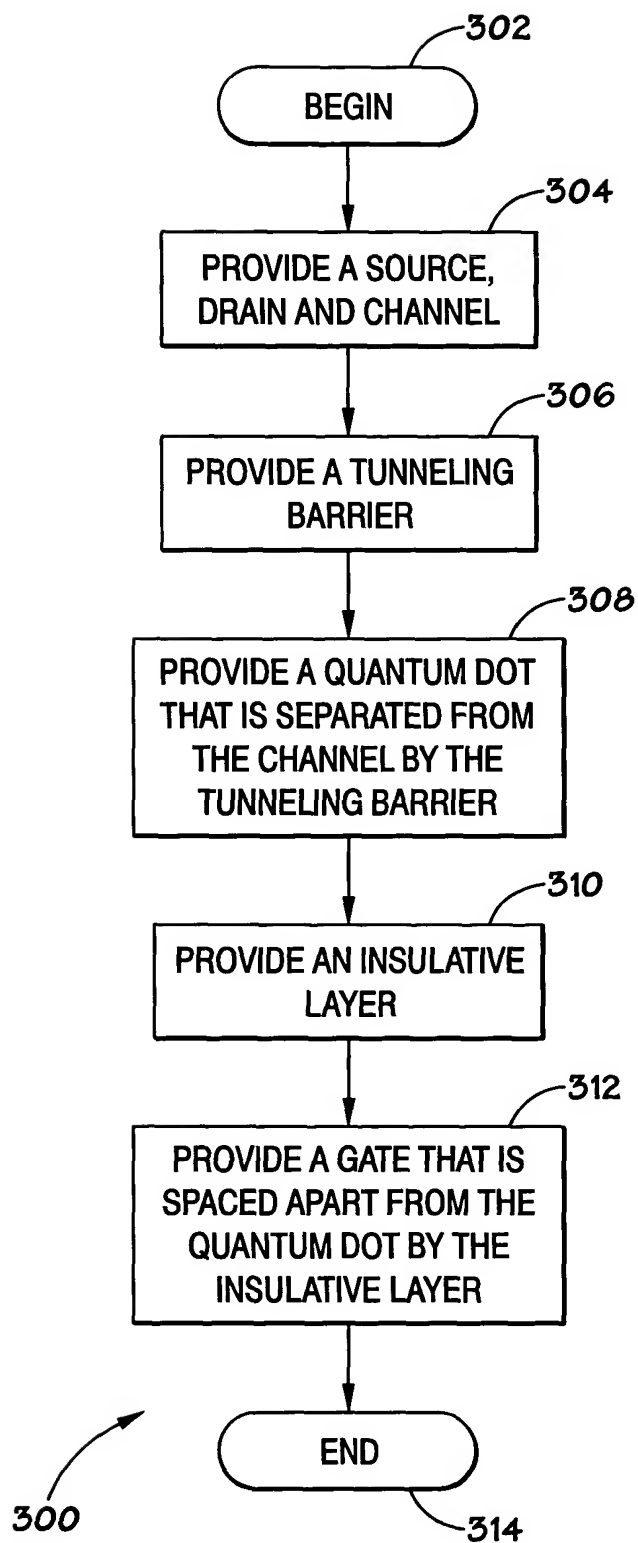 302
BEGIN
304
PROVIDE A SOURCE,
DRAIN AND CHANNEL
306
PROVIDE A TUNNELING
BARRIER
308
PROVIDE A QUANTUM DOT
THAT IS SEPARATED FROM
THE CHANNEL BY THE
TUNNELING BARRIER
310
PROVIDE AN INSULATIVE
LAYER
312
PROVIDE A GATE THAT IS
SPACED APART FROM THE
QUANTUM DOT BY THE
INSULATIVE LAYER
END
300
314